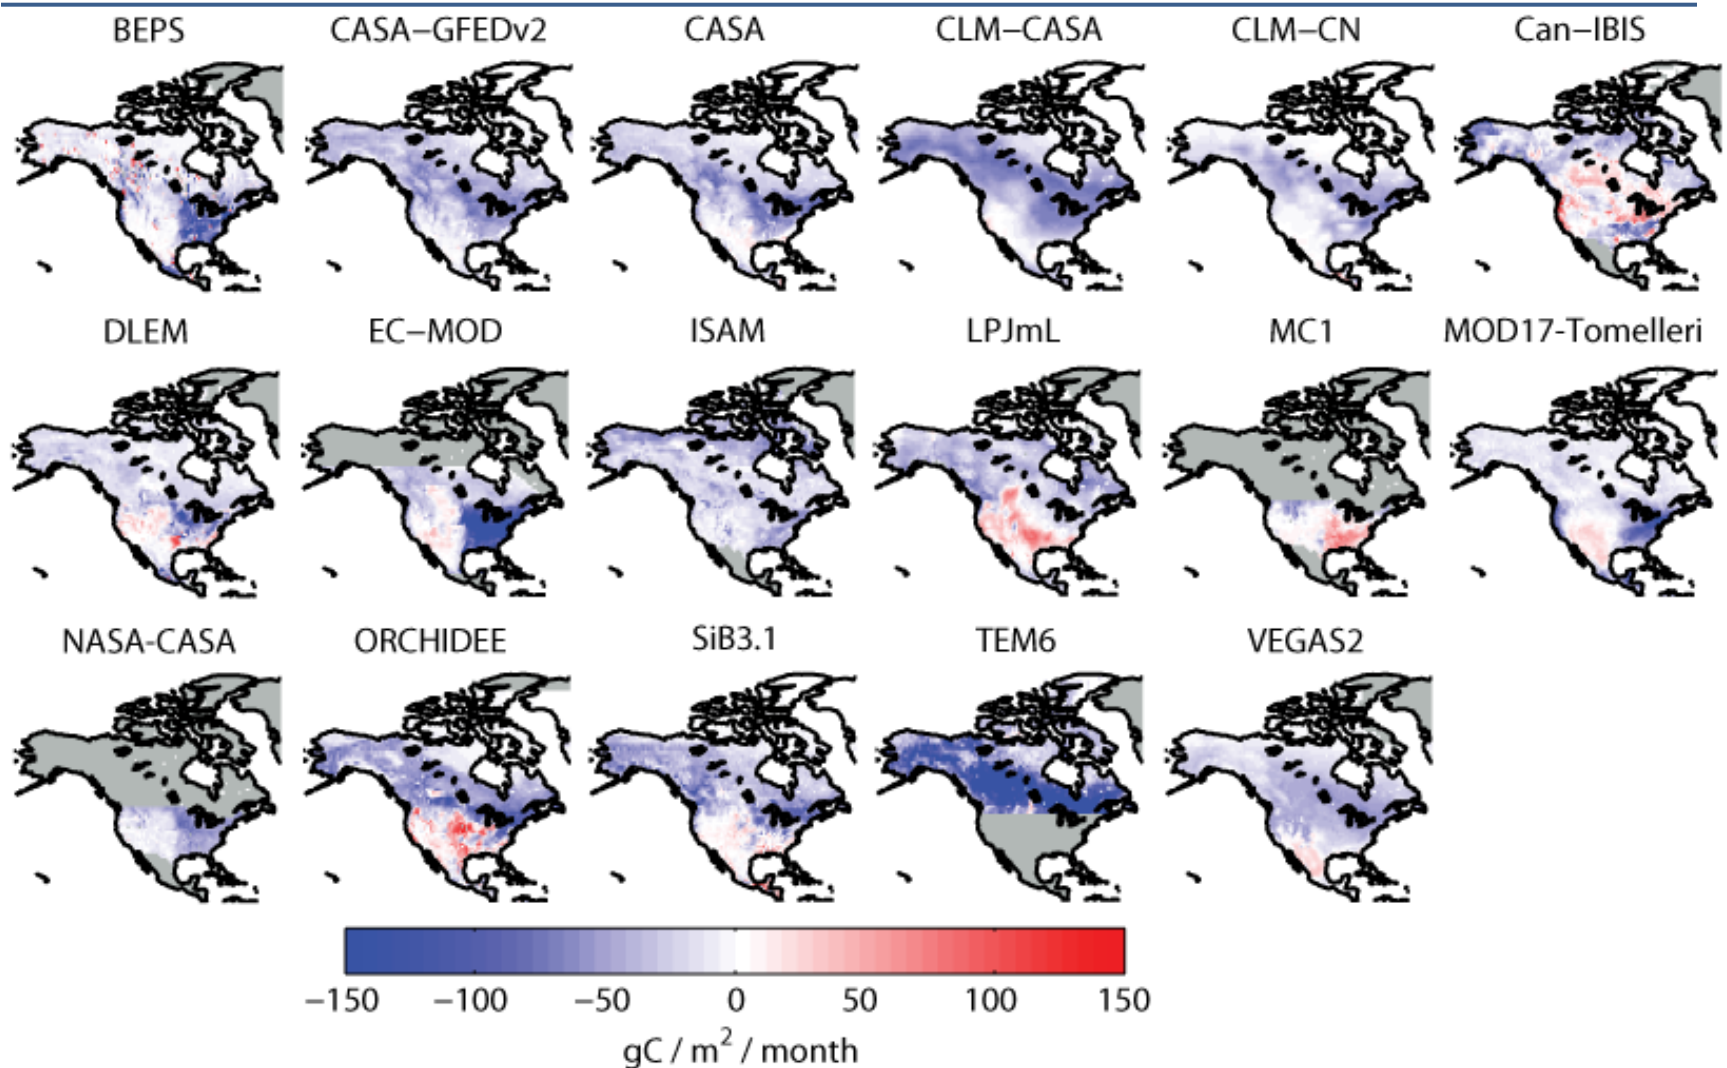 BEPS CASA−GFEDv2 CASA CLM−CASA CLM−CN Can−IBIS
DLEM EC−MOD ISAM LPJmL MC1 MOD17-Tomelleri
NASA-CASA ORCHIDEE SiB3.1 TEM6 VEGAS2
−150 −100 −50 0 50 100 150
gC / m² / month